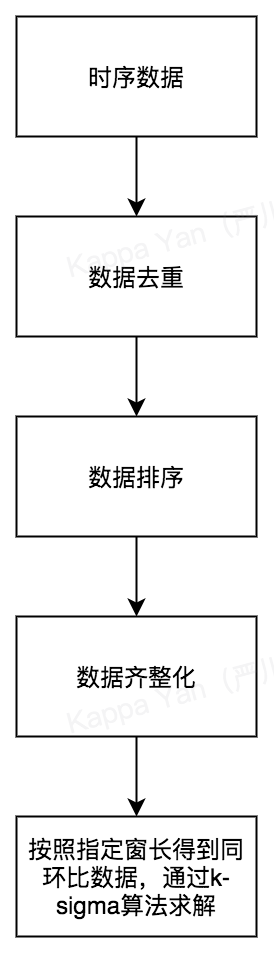 时序数据
Kappa Yan（严
数据去重
数据排序
数据齐整化
Kappa Yan（严
按照指定窗长得到同
环比数据，通过k-
sigma算法求解